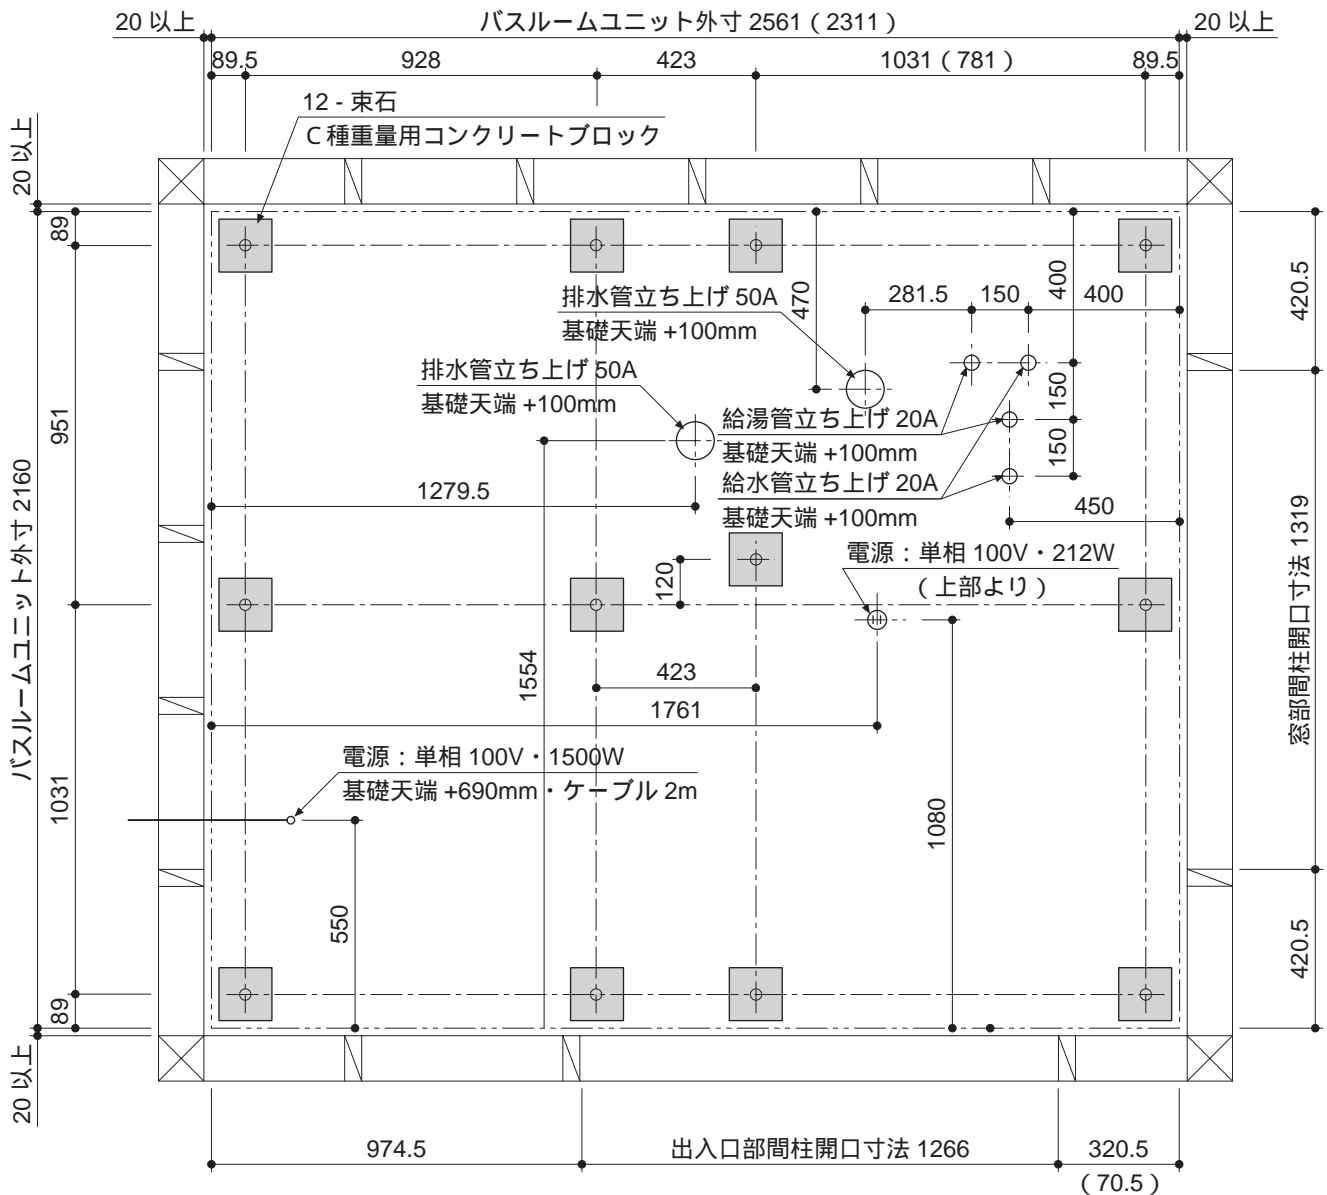 20 以上
バスルームユニット外寸 2561 ( 2311 )
20 以上
89.5
928
423
1031 ( 781 )
89.5
12 - 束石
C 種重量用コンクリートブロック
20 以上
89
951
バスルームユニット外寸 2160
1031
89
20 以上
排水管立ち上げ 50A
基礎天端 +100mm
470
281.5
150
400
400
排水管立ち上げ 50A
基礎天端 +100mm
給湯管立ち上げ 20A
基礎天端 +100mm
給水管立ち上げ 20A
基礎天端 +100mm
150
150
450
1279.5
120
電源：単相 100V・212W
( 上部より )
1554
423
1761
電源：単相 100V・1500W
基礎天端 +690mm・ケーブル 2m
550
1080
420.5
窓部間柱開口寸法 1319
420.5
974.5
出入口部間柱開口寸法 1266
320.5
( 70.5 )